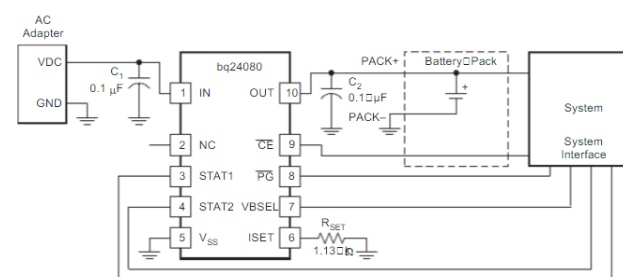 AC
Adapter
VDC
GND
C1
0.1 μF
bq24080
1 IN
OUT 10
2 NC
CE 9
3 STAT1
PG 8
4 STAT2
VBSEL 7
5 VSS
ISET 6
PACK+
C2
0.1□μF
PACK–
Battery□Pack
+
RSET
1.13□kΩ
System
System
Interface